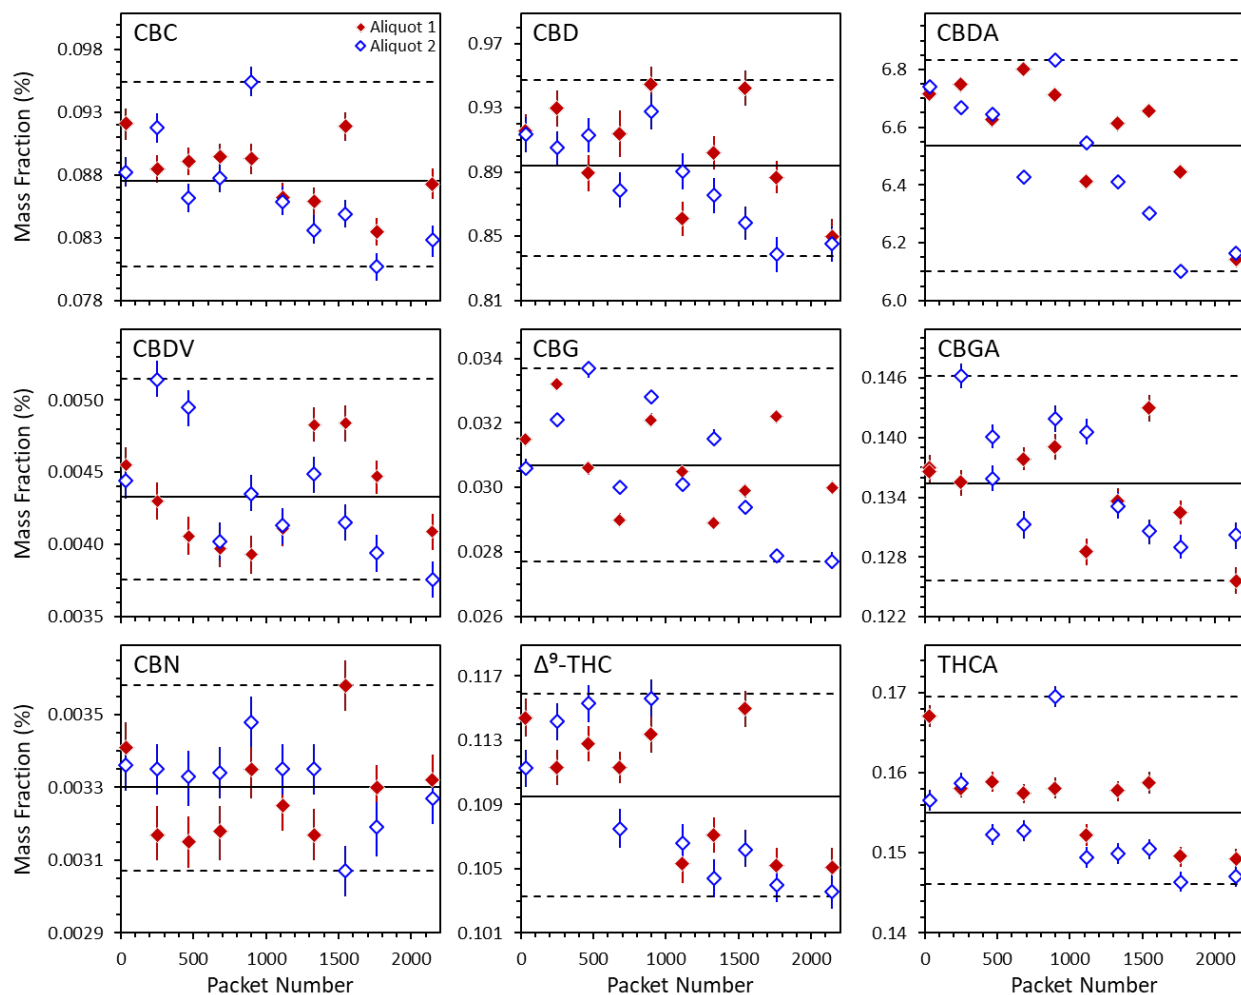 CBC
Aliquot 1
Aliquot 2
CBD
CBDA
Mass Fraction (%)
0.098
0.093
0.088
0.083
0.078
0.97
0.93
0.89
0.85
0.81
6.8
6.6
6.4
6.2
6.0
CBDV
CBG
CBGA
Mass Fraction (%)
0.0050
0.0045
0.0040
0.0035
0.034
0.032
0.030
0.028
0.026
0.146
0.140
0.134
0.128
0.122
CBN
Δ⁹-THC
THCA
Mass Fraction (%)
0.0035
0.0033
0.0031
0.0029
0.117
0.113
0.109
0.105
0.101
0.17
0.16
0.15
0.14
0 500 1000 1500 2000
0 500 1000 1500 2000
0 500 1000 1500 2000
Packet Number
Packet Number
Packet Number